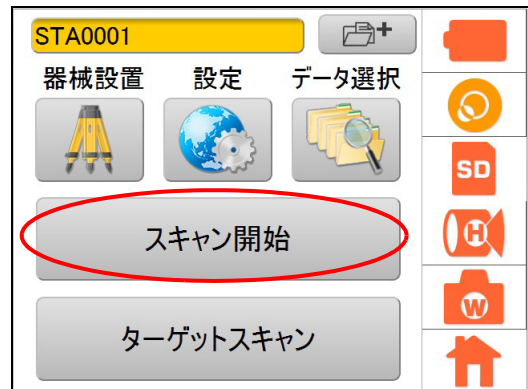 STA0001
器械設置 設定 データ選択
SD
スキャン開始
H
W
ターゲットスキャン